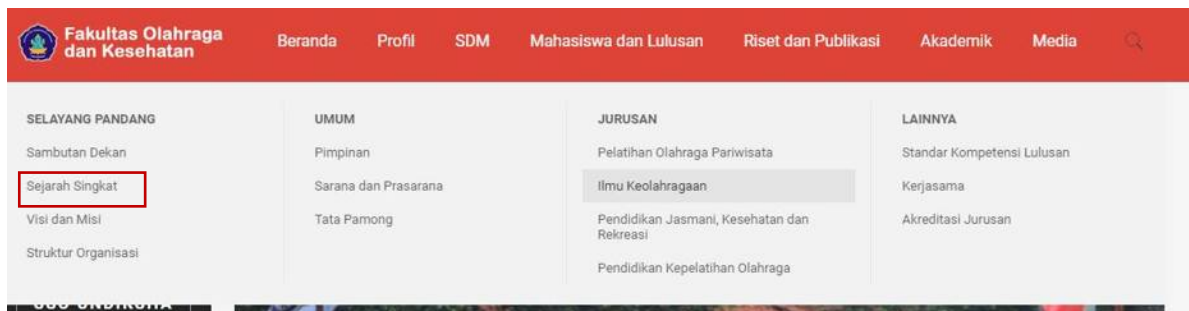 Fakultas Olahraga
dan Kesehatan
Beranda Profil SDM Mahasiswa dan Lulusan Riset dan Publikasi Akademik Media
SELAYANG PANDANG
Sambutan Dekan
Sejarah Singkat
Visi dan Misi
Struktur Organisasi
UMUM
Pimpinan
Sarana dan Prasarana
Tata Pamong
JURUSAN
Pelatihan Olahraga Pariwisata
Ilmu Keolahragaan
Pendidikan Jasmani, Kesehatan dan
Rekreasi
Pendidikan Kepelatihan Olahraga
LAINNYA
Standar Kompetensi Lulusan
Kerjasama
Akreditasi Jurusan